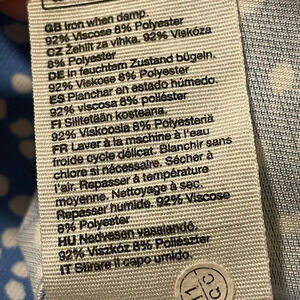 GB Iron when damp
92% Viscose 8% Polyester
CZ Žehlit za vlhka. 92% Viskóza
8% Polyester
DE In feuchtem Zustand bügeln.
92% Viskose 8% Polyester
ES Planchar en estado húmedo.
92% viscosa 8% poliéster
FI Silitetään kosteana.
92% Viskoosia 8% Polyesteria
FR Laver à la machine à l'eau
froide cycle délicat. Blanchir sans
chlore si nécessaire. Sécher à
l'air. Repasser à température
moyenne. Nettoyage à sec.
Repasser humide. 92% Viscose
8% Polyester
HU Nedvesen vasalandó.
92% Viszkóz 8% Poliészter
IT Stirare il capo umido.